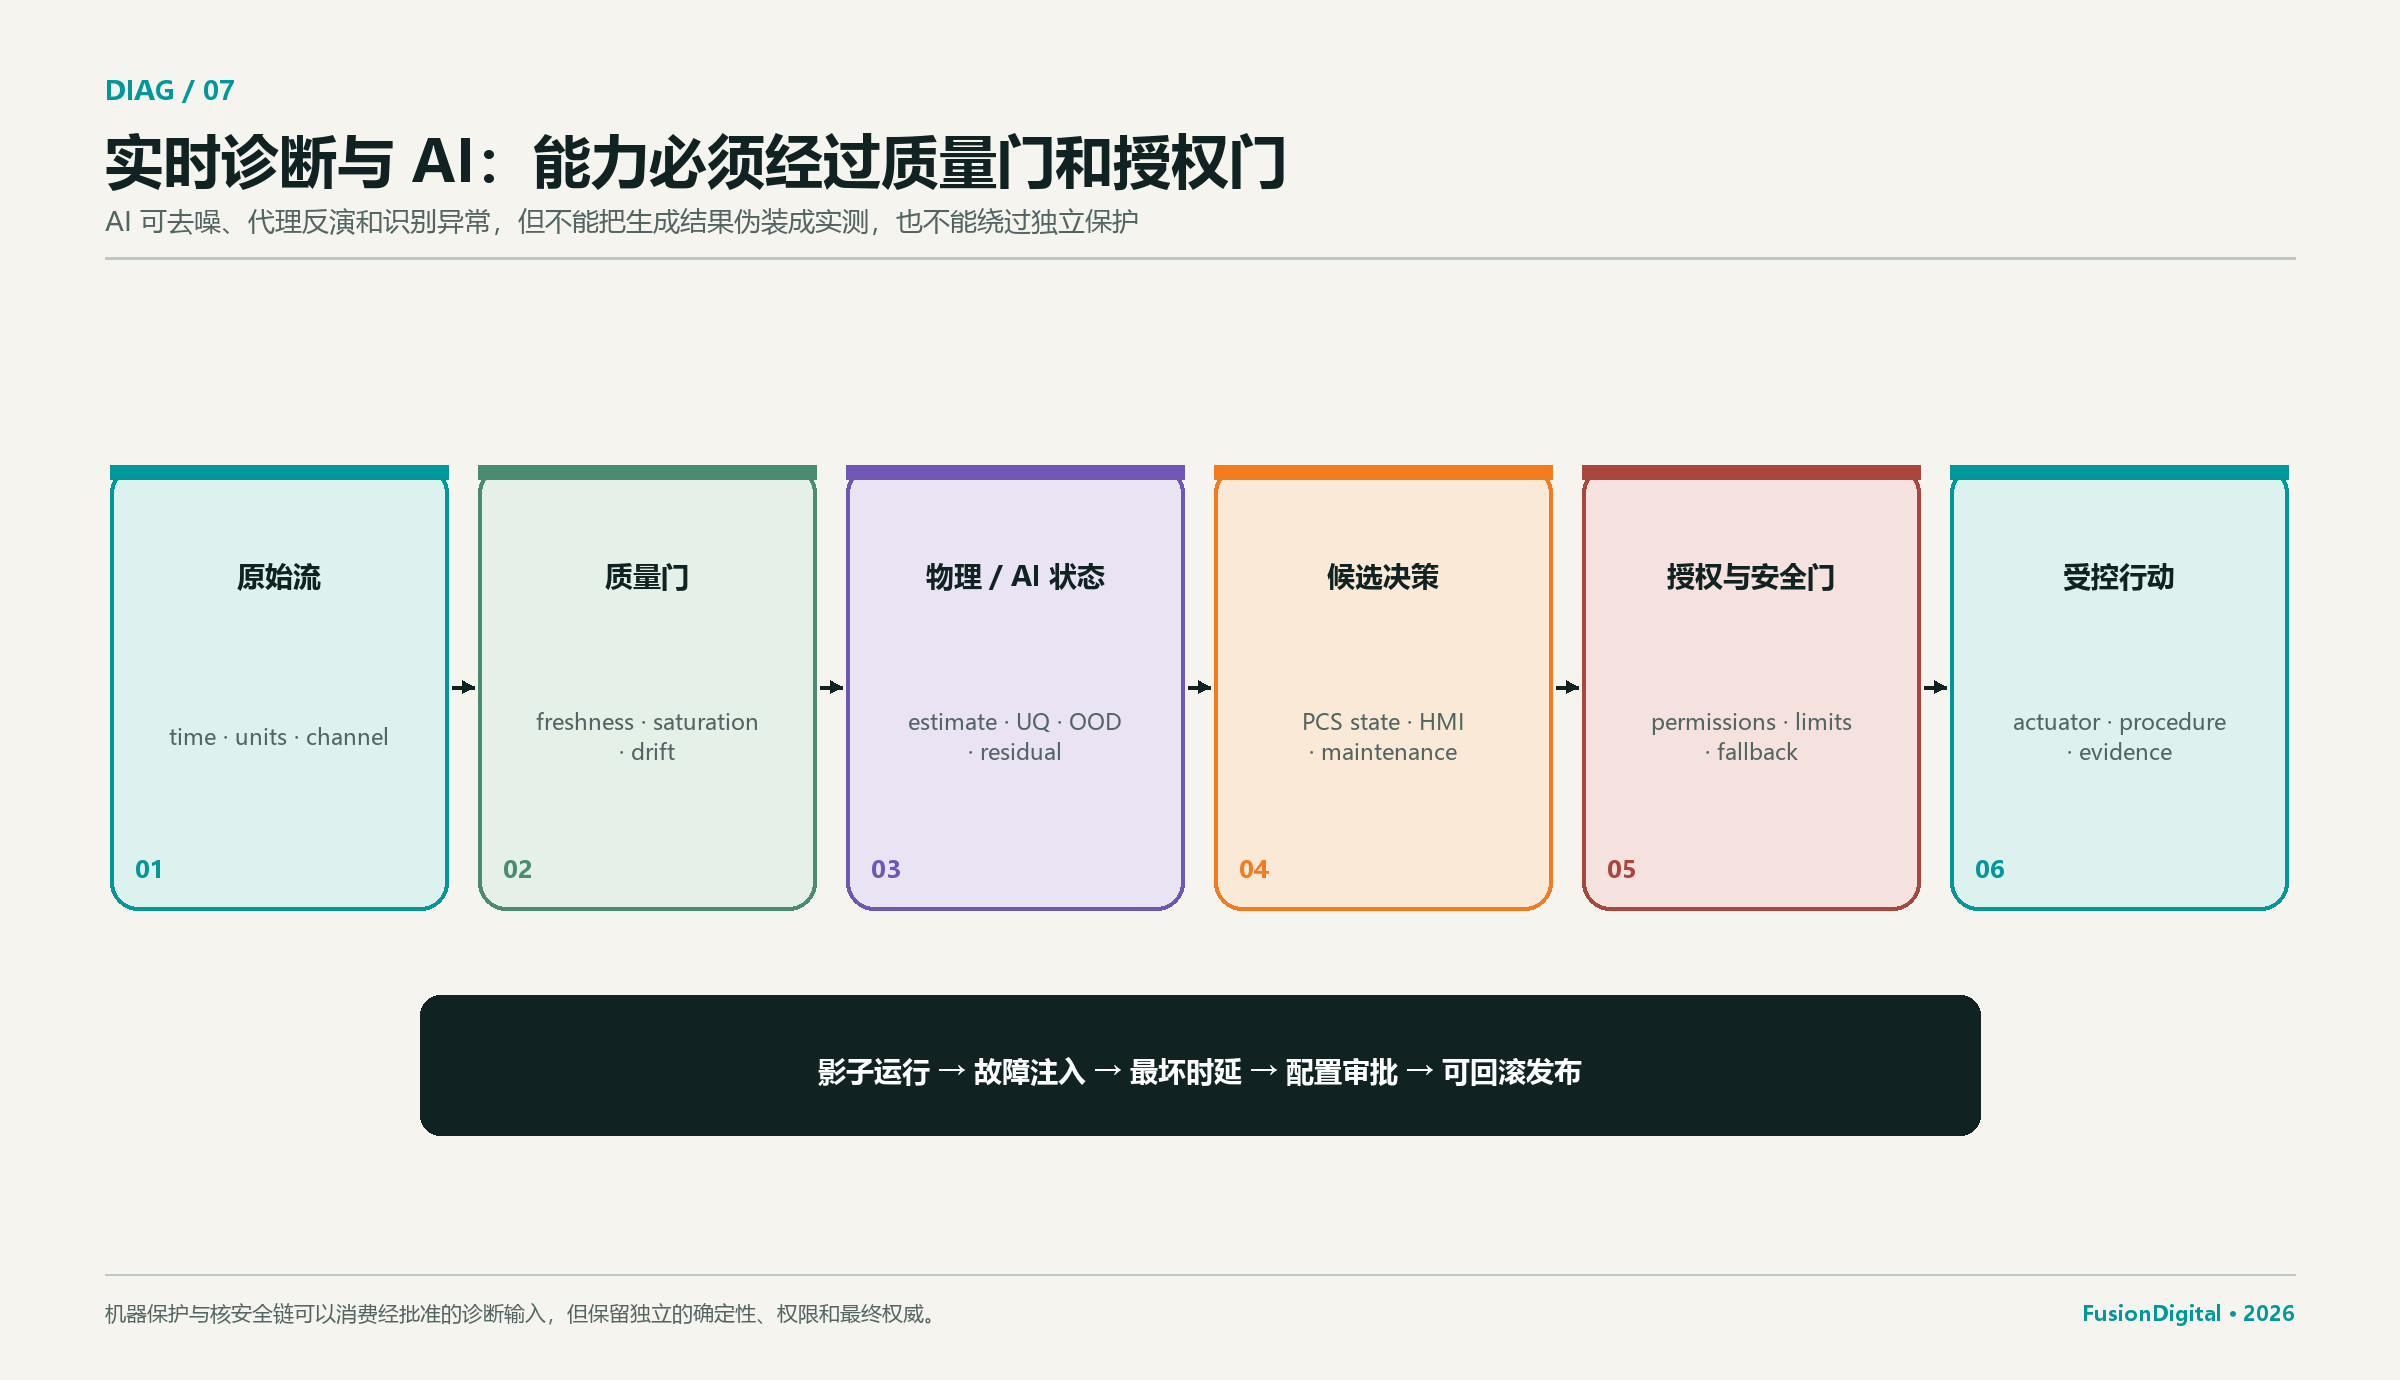 DIAG / 07
实时诊断与 AI：能力必须经过质量门和授权门
AI 可去噪、代理反演和识别异常，但不能把生成结果伪装成实测，也不能绕过独立保护
原始流
time · units · channel
01
质量门
freshness · saturation
· drift
02
物理 / AI 状态
estimate · UQ · OOD
· residual
03
候选决策
PCS state · HMI
· maintenance
04
授权与安全门
permissions · limits
· fallback
05
受控行动
actuator · procedure
· evidence
06
影子运行 → 故障注入 → 最坏时延 → 配置审批 → 可回滚发布
机器保护与核安全链可以消费经批准的诊断输入，但保留独立的确定性、权限和最终权威。
FusionDigital • 2026